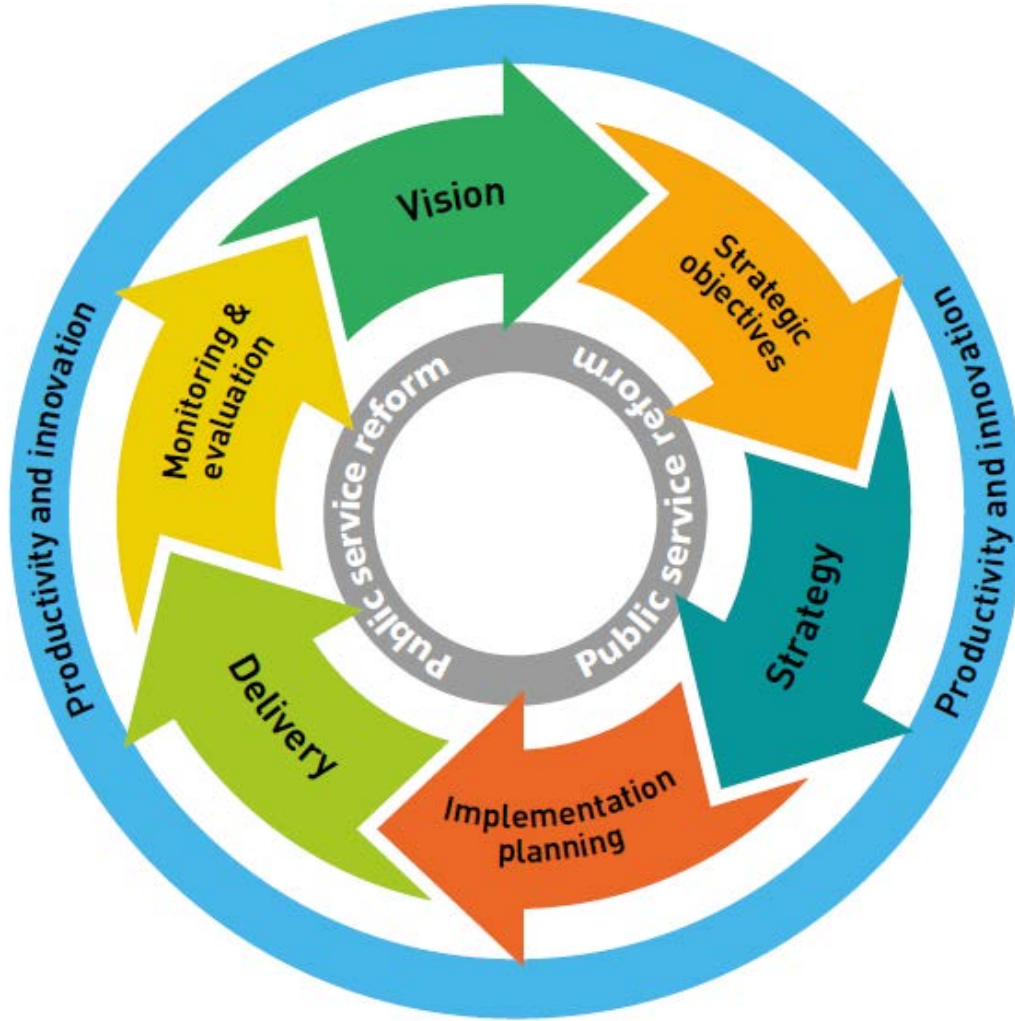 Vision
Strategic
objectives
Strategy
Implementation
planning
Delivery
Monitoring &
evaluation
Productivity and innovation
Productivity and innovation
Public service reform
Public service reform